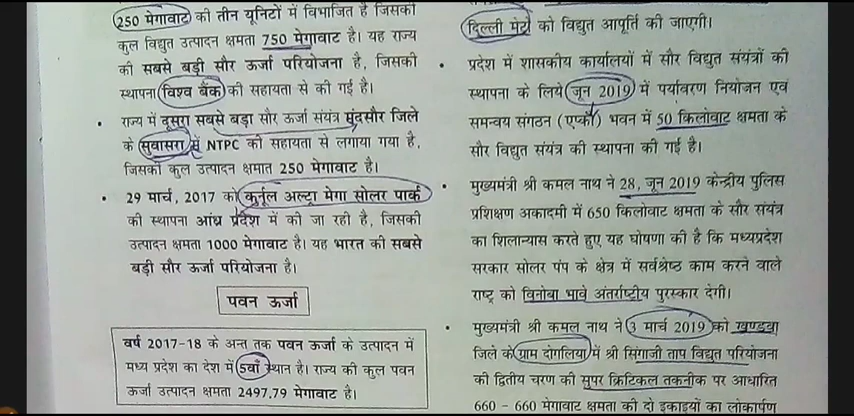 250 मेगावाट की तीन यूनिटों में विभाजित है जिसकी
कुल विद्युत उत्पादन क्षमता 750 मेगावाट है। यह राज्य
की सबसे बड़ी सौर ऊर्जा परियोजना है, जिसकी
स्थापना विश्व बैंक की सहायता से की गई है।
• राज्य में दूसरा सबसे बड़ा सौर ऊर्जा संयंत्र मंदसौर जिले
के सुवासरा में NTPC की सहायता से लगाया गया है,
जिसकी कुल उत्पादन क्षमात 250 मेगावाट है।
• 29 मार्च, 2017 को कुर्नूल अल्ट्रा मेगा सोलर पार्क
की स्थापना आंध्र प्रदेश में की जा रही है, जिसकी
उत्पादन क्षमता 1000 मेगावाट है। यह भारत की सबसे
बड़ी सौर ऊर्जा परियोजना है।
पवन ऊर्जा
वर्ष 2017-18 के अन्त तक पवन ऊर्जा के उत्पादन में
मध्य प्रदेश का देश में 5वाँ स्थान है। राज्य की कुल पवन
ऊर्जा उत्पादन क्षमता 2497.79 मेगावाट है।
दिल्ली मेट्रो को विद्युत आपूर्ति की जाएगी।
• प्रदेश में शासकीय कार्यालयों में सौर विद्युत संयंत्रों की
स्थापना के लिये जून 2019 में पर्यावरण नियोजन एवं
समन्वय संगठन (एप्को) भवन में 50 किलोवाट क्षमता के
सौर विद्युत संयंत्र की स्थापना की गई है।
• मुख्यमंत्री श्री कमल नाथ ने 28, जून 2019 केन्द्रीय पुलिस
प्रशिक्षण अकादमी में 650 किलोवाट क्षमता के सौर संयंत्र
का शिलान्यास करते हुए यह घोषणा की है कि मध्यप्रदेश
सरकार सोलर पंप के क्षेत्र में सर्वश्रेष्ठ काम करने वाले
राष्ट्र को विनोबा भावे अंतर्राष्ट्रीय पुरस्कार देगी।
• मुख्यमंत्री श्री कमल नाथ ने 3 मार्च 2019 को खण्डवा
जिले के ग्राम दोंगलिया में श्री सिंगाजी ताप विद्युत परियोजना
की द्वितीय चरण की सुपर क्रिटिकल तकनीक पर आधारित
660 - 660 मेगावाट क्षमता की दो इकाइयों का लोकार्पण